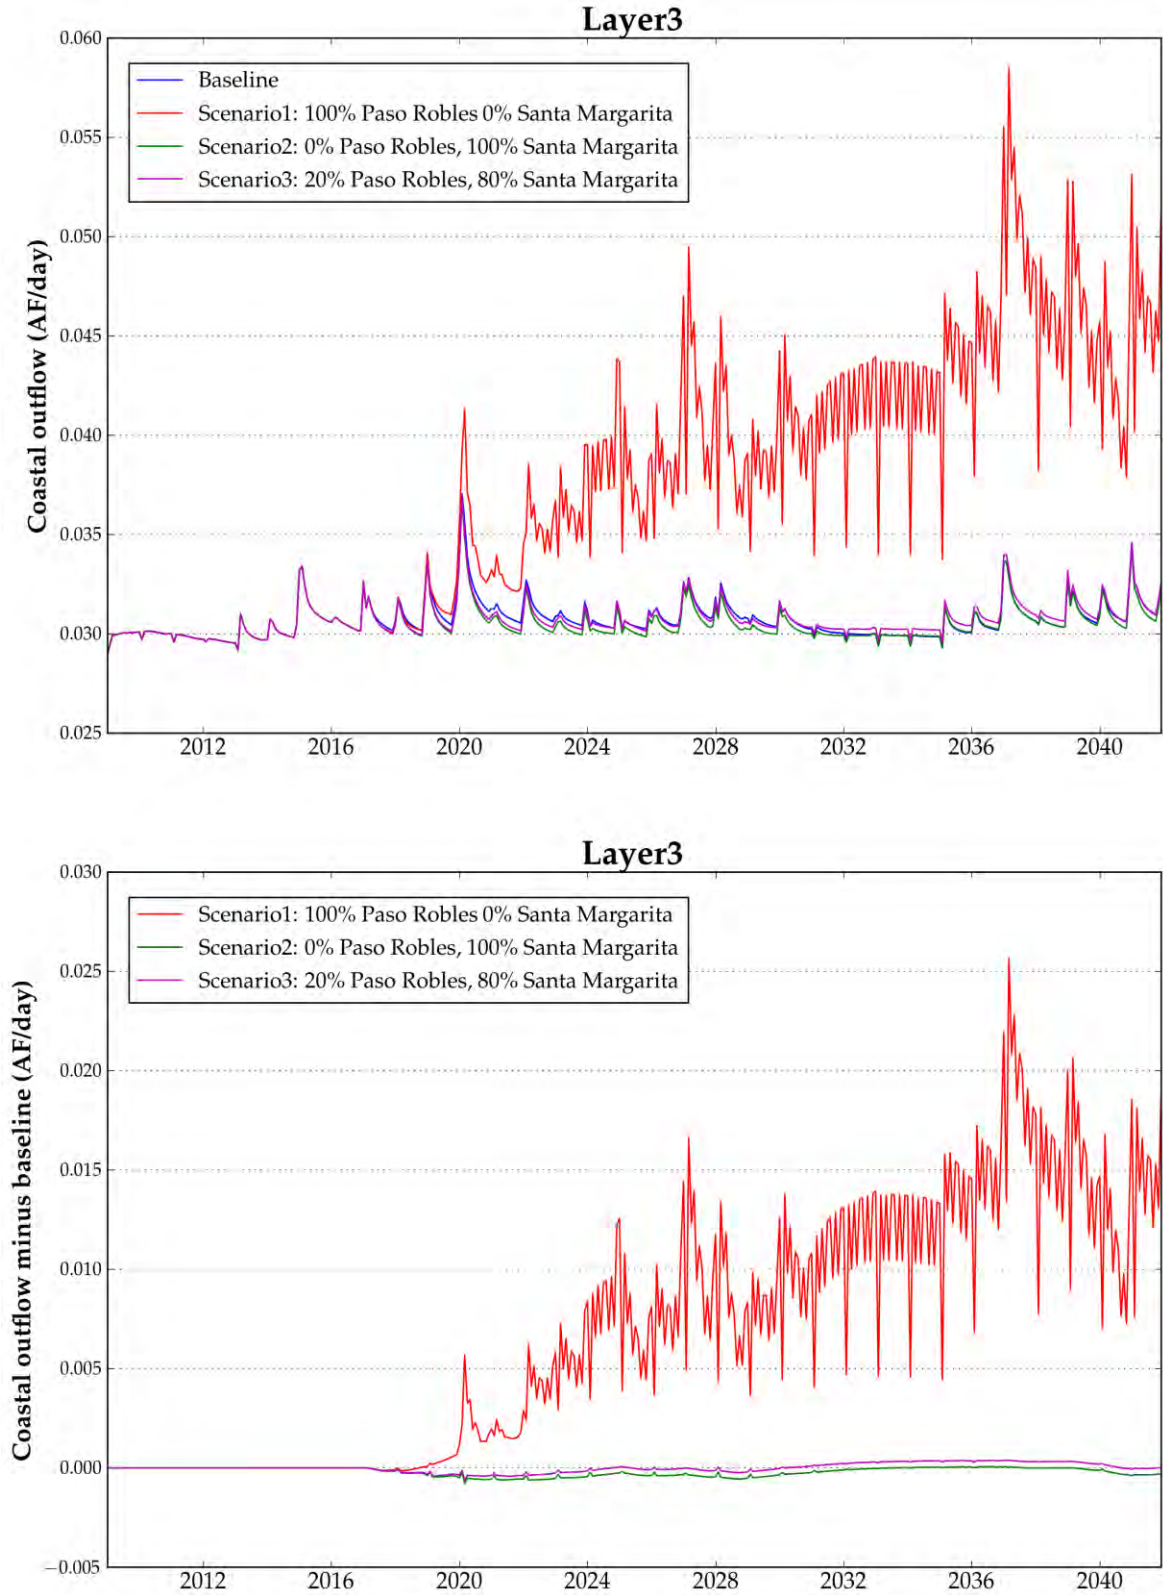 Layer3
0.060
0.055
0.050
0.045
0.040
0.035
0.030
0.025
Coastal outflow (AF/day)
Baseline
Scenario1: 100% Paso Robles 0% Santa Margarita
Scenario2: 0% Paso Robles, 100% Santa Margarita
Scenario3: 20% Paso Robles, 80% Santa Margarita
2012 2016 2020 2024 2028 2032 2036 2040
Layer3
0.030
0.025
0.020
0.015
0.010
0.005
0.000
−0.005
Coastal outflow minus baseline (AF/day)
Scenario1: 100% Paso Robles 0% Santa Margarita
Scenario2: 0% Paso Robles, 100% Santa Margarita
Scenario3: 20% Paso Robles, 80% Santa Margarita
2012 2016 2020 2024 2028 2032 2036 2040